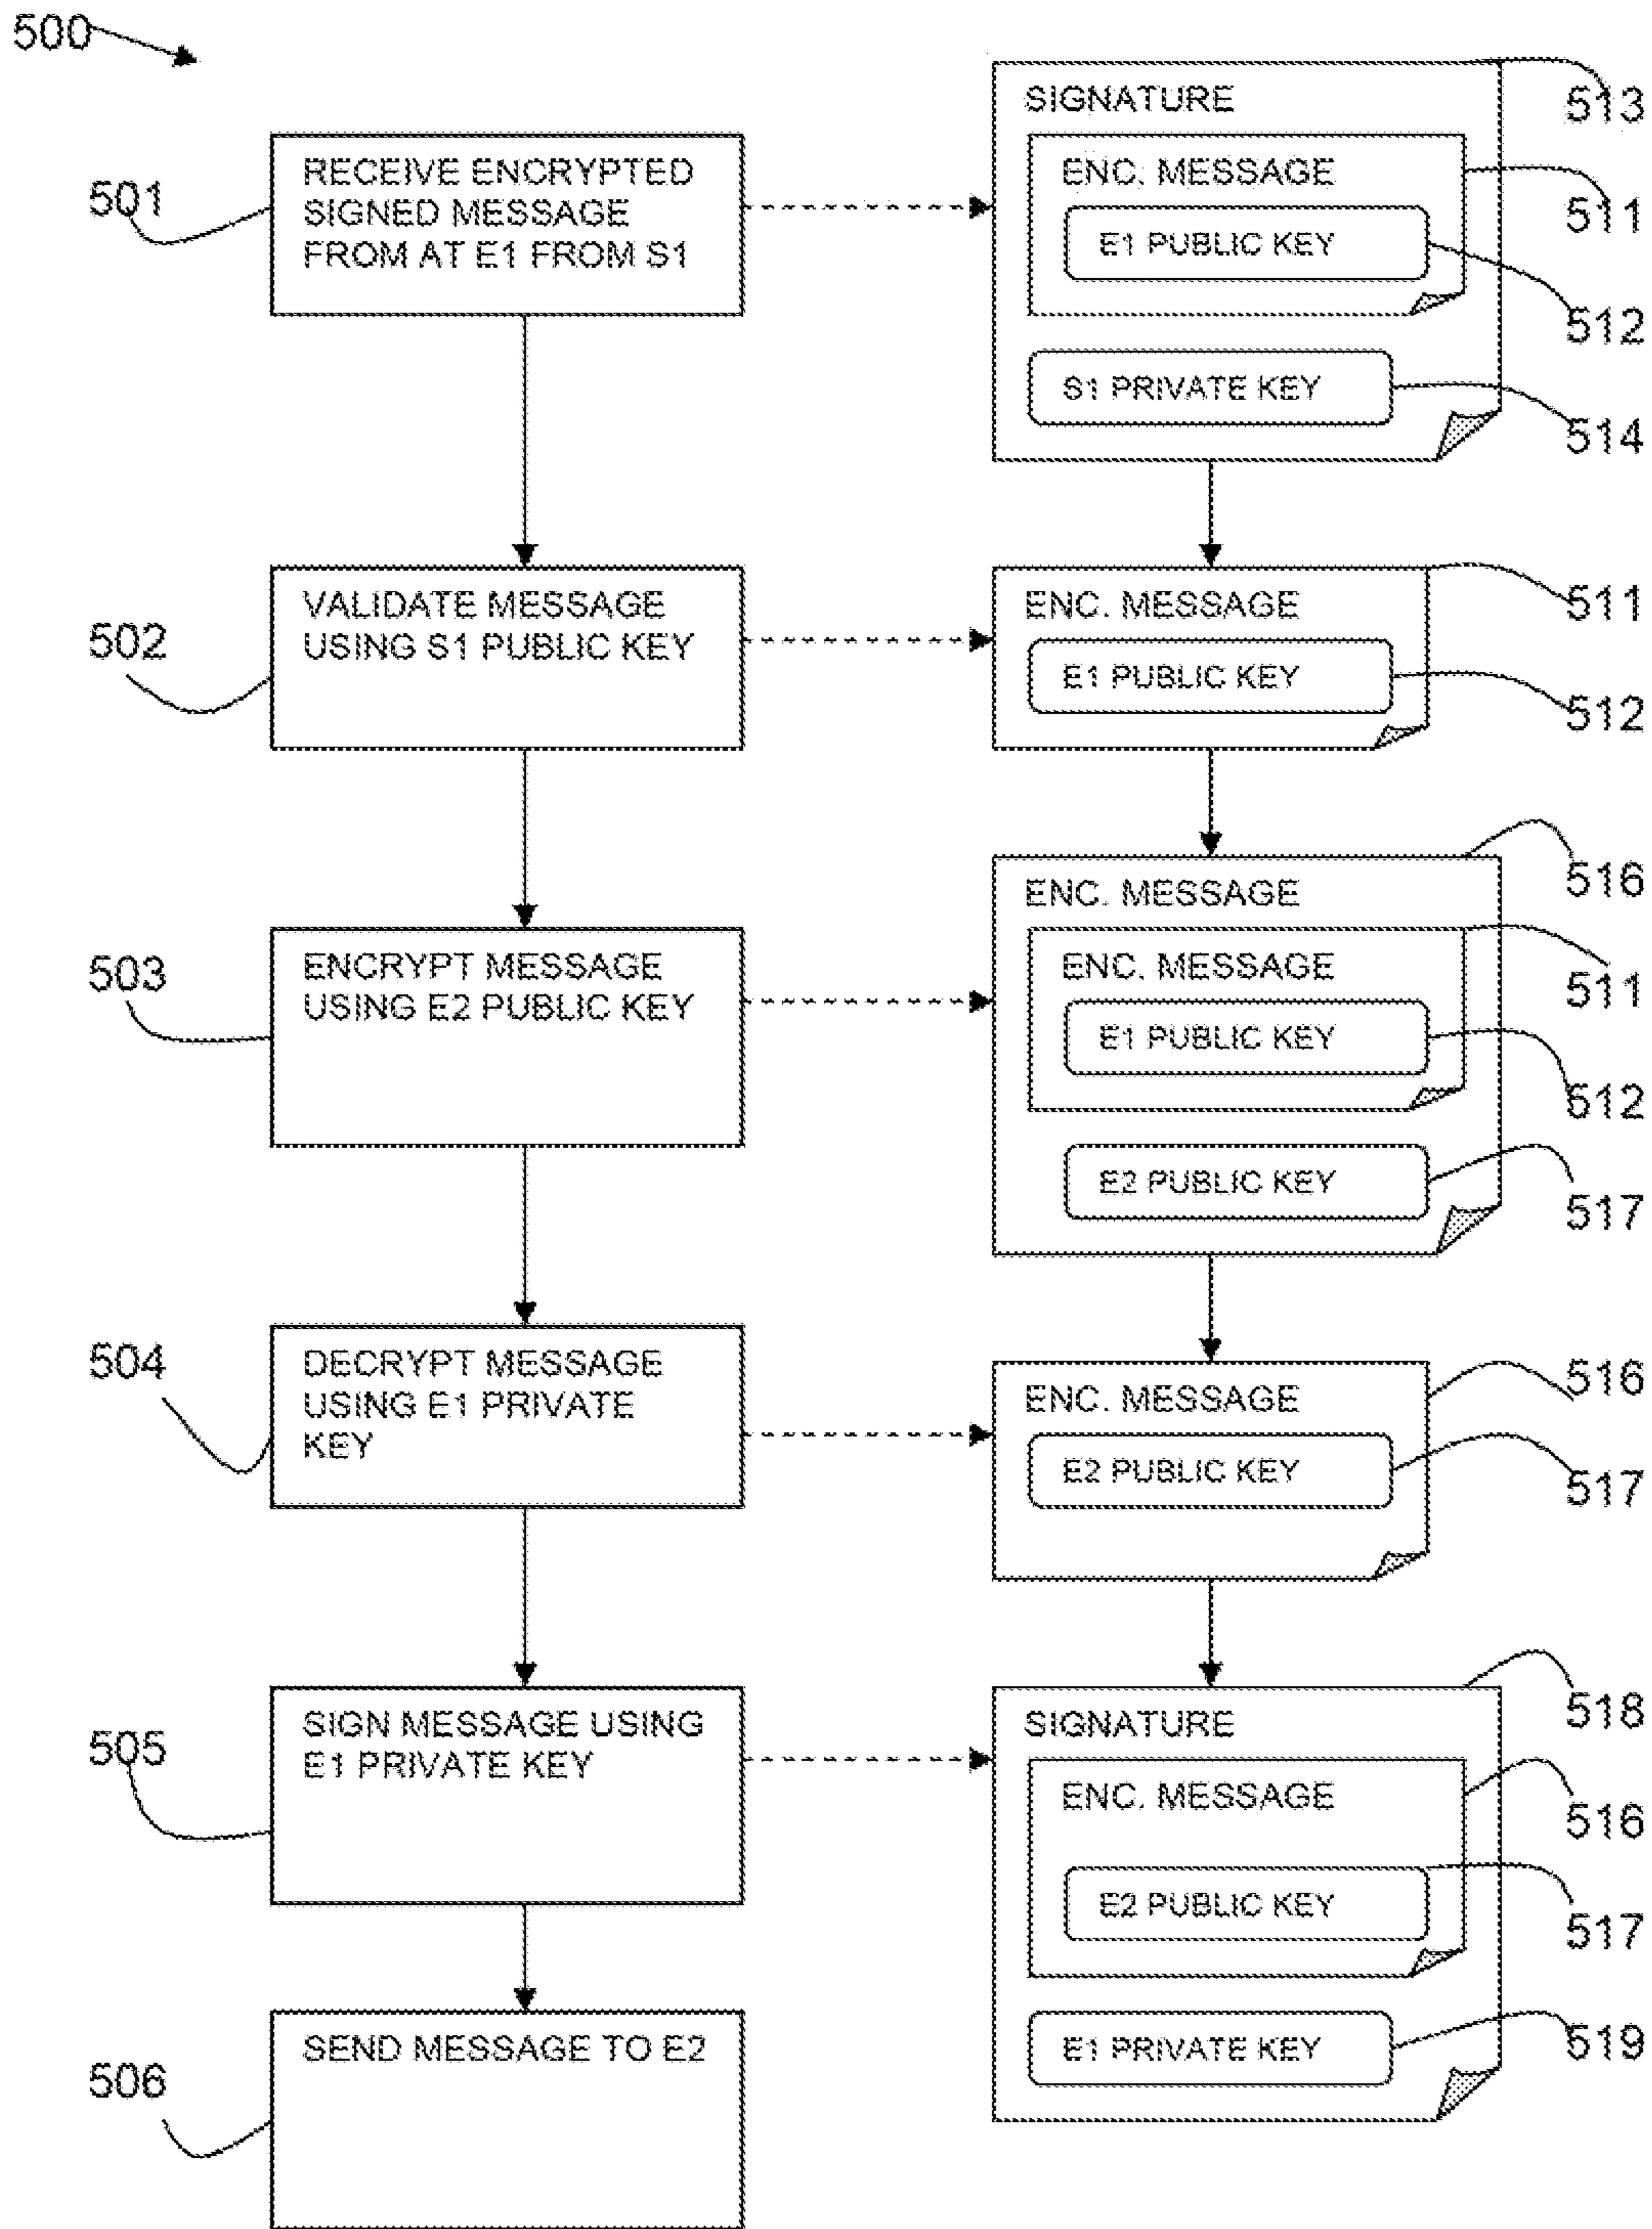 500
501
RECEIVE ENCRYPTED
SIGNED MESSAGE
FROM AT E1 FROM S1
SIGNATURE
513
ENC. MESSAGE
511
E1 PUBLIC KEY
512
S1 PRIVATE KEY
514
502
VALIDATE MESSAGE
USING S1 PUBLIC KEY
ENC. MESSAGE
511
E1 PUBLIC KEY
512
503
ENCRYPT MESSAGE
USING E2 PUBLIC KEY
ENC. MESSAGE
516
ENC. MESSAGE
511
E1 PUBLIC KEY
512
E2 PUBLIC KEY
517
504
DECRYPT MESSAGE
USING E1 PRIVATE
KEY
ENC. MESSAGE
516
E2 PUBLIC KEY
517
505
SIGN MESSAGE USING
E1 PRIVATE KEY
SIGNATURE
518
ENC. MESSAGE
516
E2 PUBLIC KEY
517
E1 PRIVATE KEY
519
506
SEND MESSAGE TO E2